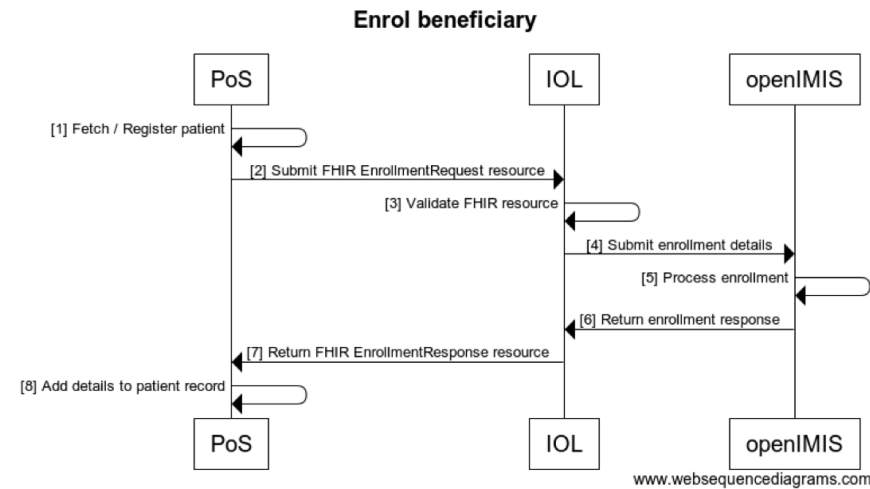 Enrol beneficiary
PoS
IOL
openIMIS
[1] Fetch / Register patient
[2] Submit FHIR EnrollmentRequest resource
[3] Validate FHIR resource
[4] Submit enrollment details
[5] Process enrollment
[6] Return enrollment response
[7] Return FHIR EnrollmentResponse resource
[8] Add details to patient record
PoS
IOL
openIMIS
www.websequencediagrams.com